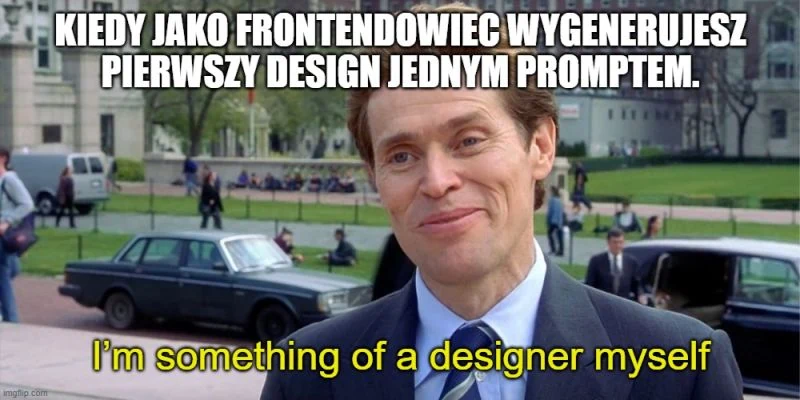 KIEDY JAKO FRONTENDOWIEC WYGENERUJESZ
PIERWSZY DESIGN JEDNYM PROMPTEM.
I'm something of a designer myself
imgflip.com